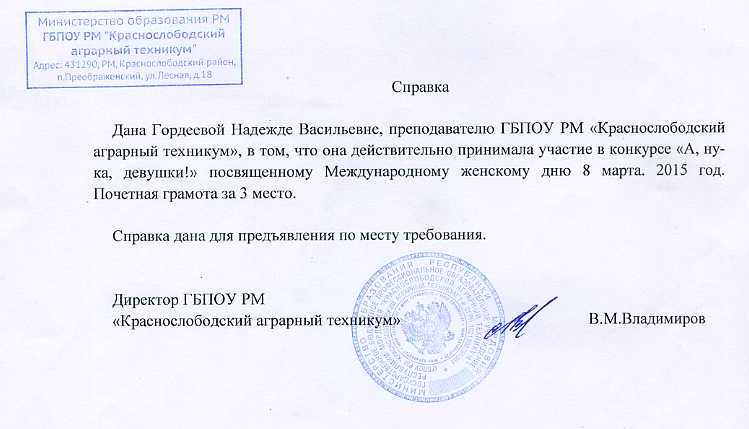 Министерство образования РМ
ГБПОУ РМ "Краснослободский
аграрный техникум"
Адрес: 431290, РМ, Краснослободский район,
п.Преображенский, ул.Лесная, д.18
Справка
Дана Гордеевой Надежде Васильевне, преподавателю ГБПОУ РМ «Краснослободский
аграрный техникум», в том, что она действительно принимала участие в конкурсе «А, ну-
ка, девушки!» посвященному Международному женскому дню 8 марта. 2015 год.
Почетная грамота за 3 место.
Справка дана для предъявления по месту требования.
Директор ГБПОУ РМ
«Краснослободский аграрный техникум»
В.М.Владимиров